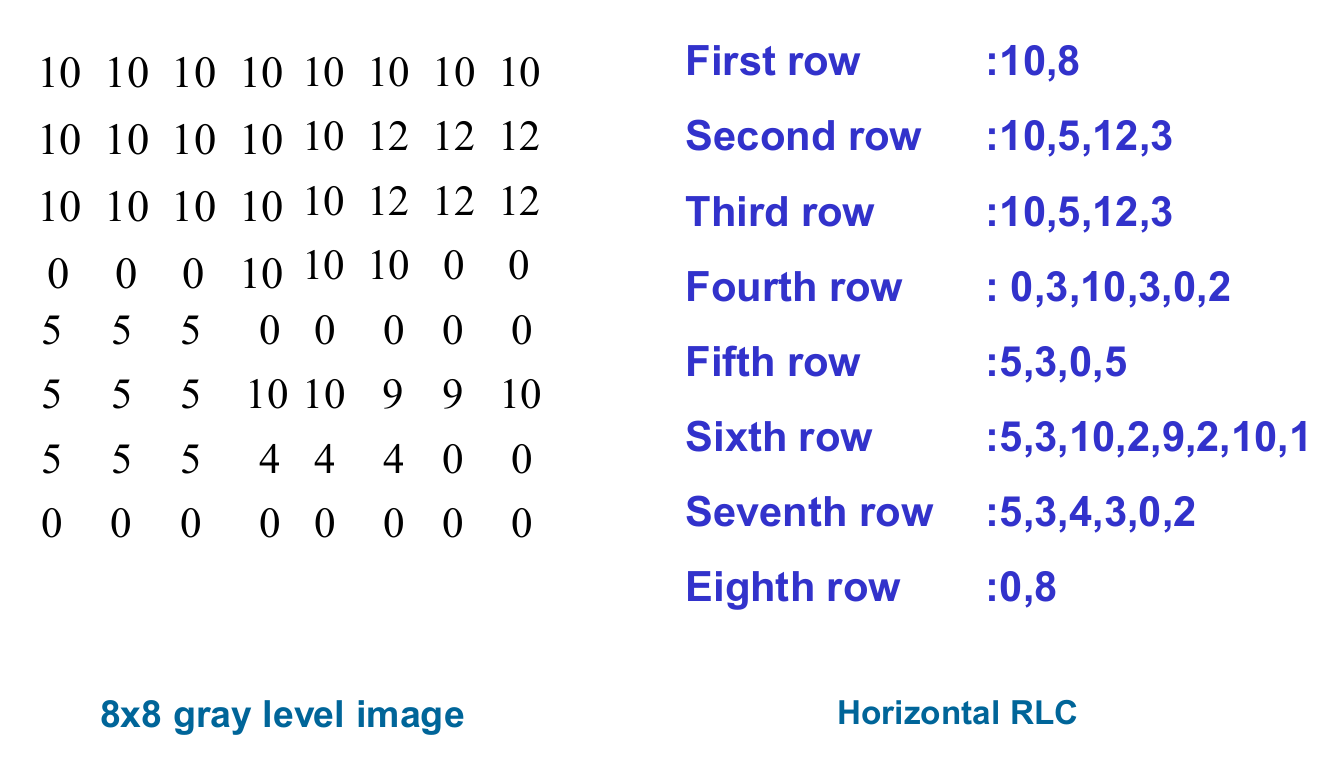 10 10 10 10 10 10 10 10
10 10 10 10 10 12 12 12
10 10 10 10 10 12 12 12
0 0 0 10 10 10 0 0
5 5 5 0 0 0 0 0
5 5 5 10 10 9 9 10
5 5 5 4 4 4 0 0
0 0 0 0 0 0 0 0
8x8 gray level image
First row :10,8
Second row :10,5,12,3
Third row :10,5,12,3
Fourth row : 0,3,10,3,0,2
Fifth row :5,3,0,5
Sixth row :5,3,10,2,9,2,10,1
Seventh row :5,3,4,3,0,2
Eighth row :0,8
Horizontal RLC